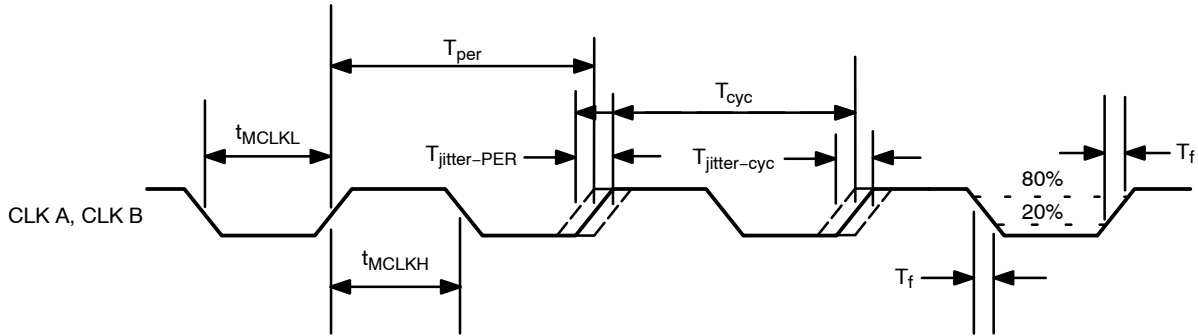 T_per
T_cyc
t_MCLKL
T_jitter−PER
T_jitter−cyc
T_f
80%
CLK A, CLK B
20%
t_MCLKH
T_f